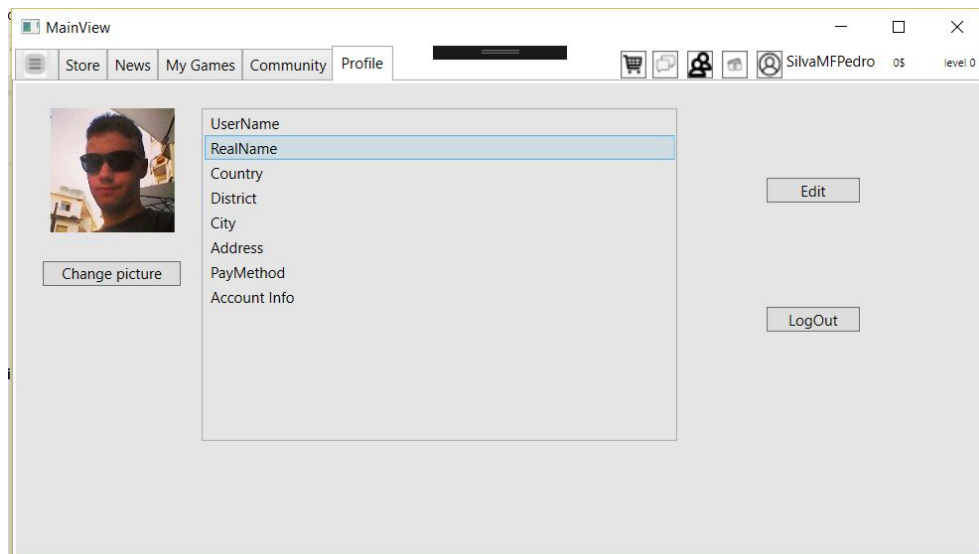 MainView
Store News My Games Community Profile SilvaMFPedro 0$ level 0
UserName
RealName
Country
District
City
Address
PayMethod
Account Info
Change picture
Edit
LogOut